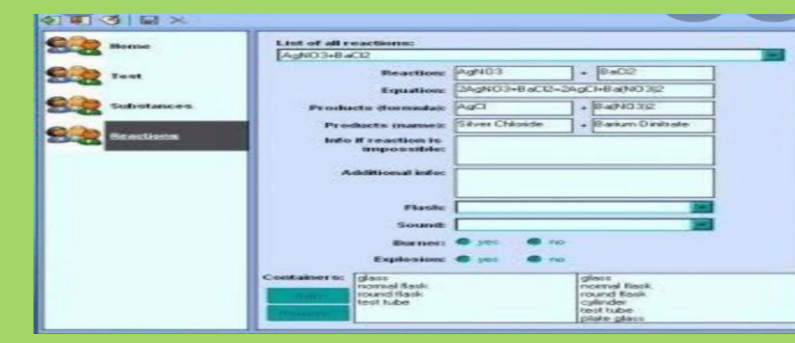 Home
Test
Substances
Reactions
List of all reactions:
AgNO3+BaCl2
Reaction: AgNO3 + BaCl2
Equation: 2AgNO3+BaCl2=2AgCl+Ba(NO3)2
Products (formula): AgCl + Ba(NO3)2
Products (name): Silver Chloride + Barium Dinitrate
Info if reaction is
impossible:
Additional info:
Flash:
Sound:
Burner: yes no
Explosion: yes no
Containers:
glass
normal flask
round flask
test tube
glass
normal flask
round flask
cylinder
test tube
plate glass